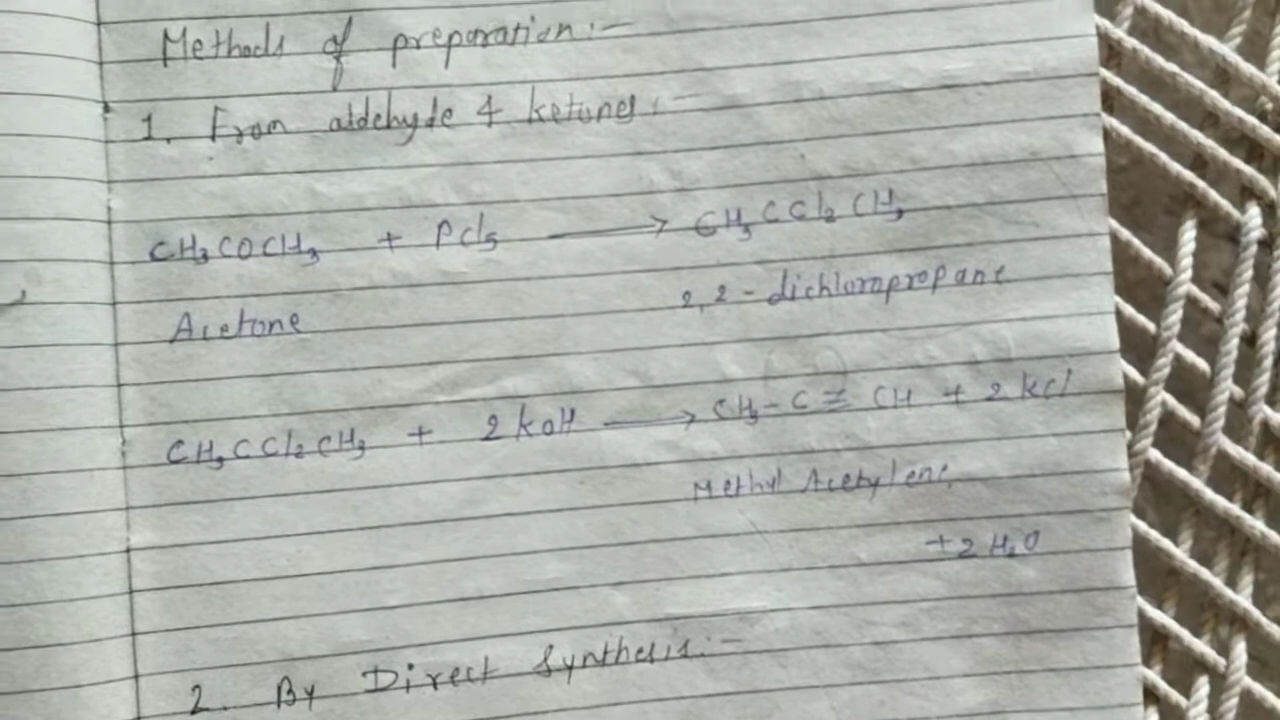 Methods of preparation:-
1. From aldehyde & ketones:-
CH₃COCH₃ + PCl₅ ⟶ CH₃CCl₂CH₃
Acetone 2,2-dichloropropane
CH₃CCl₂CH₃ + 2KOH ⟶ CH₃-C≡CH + 2KCl
Methyl Acetylene
+2H₂O
2. By Direct Synthesis:-